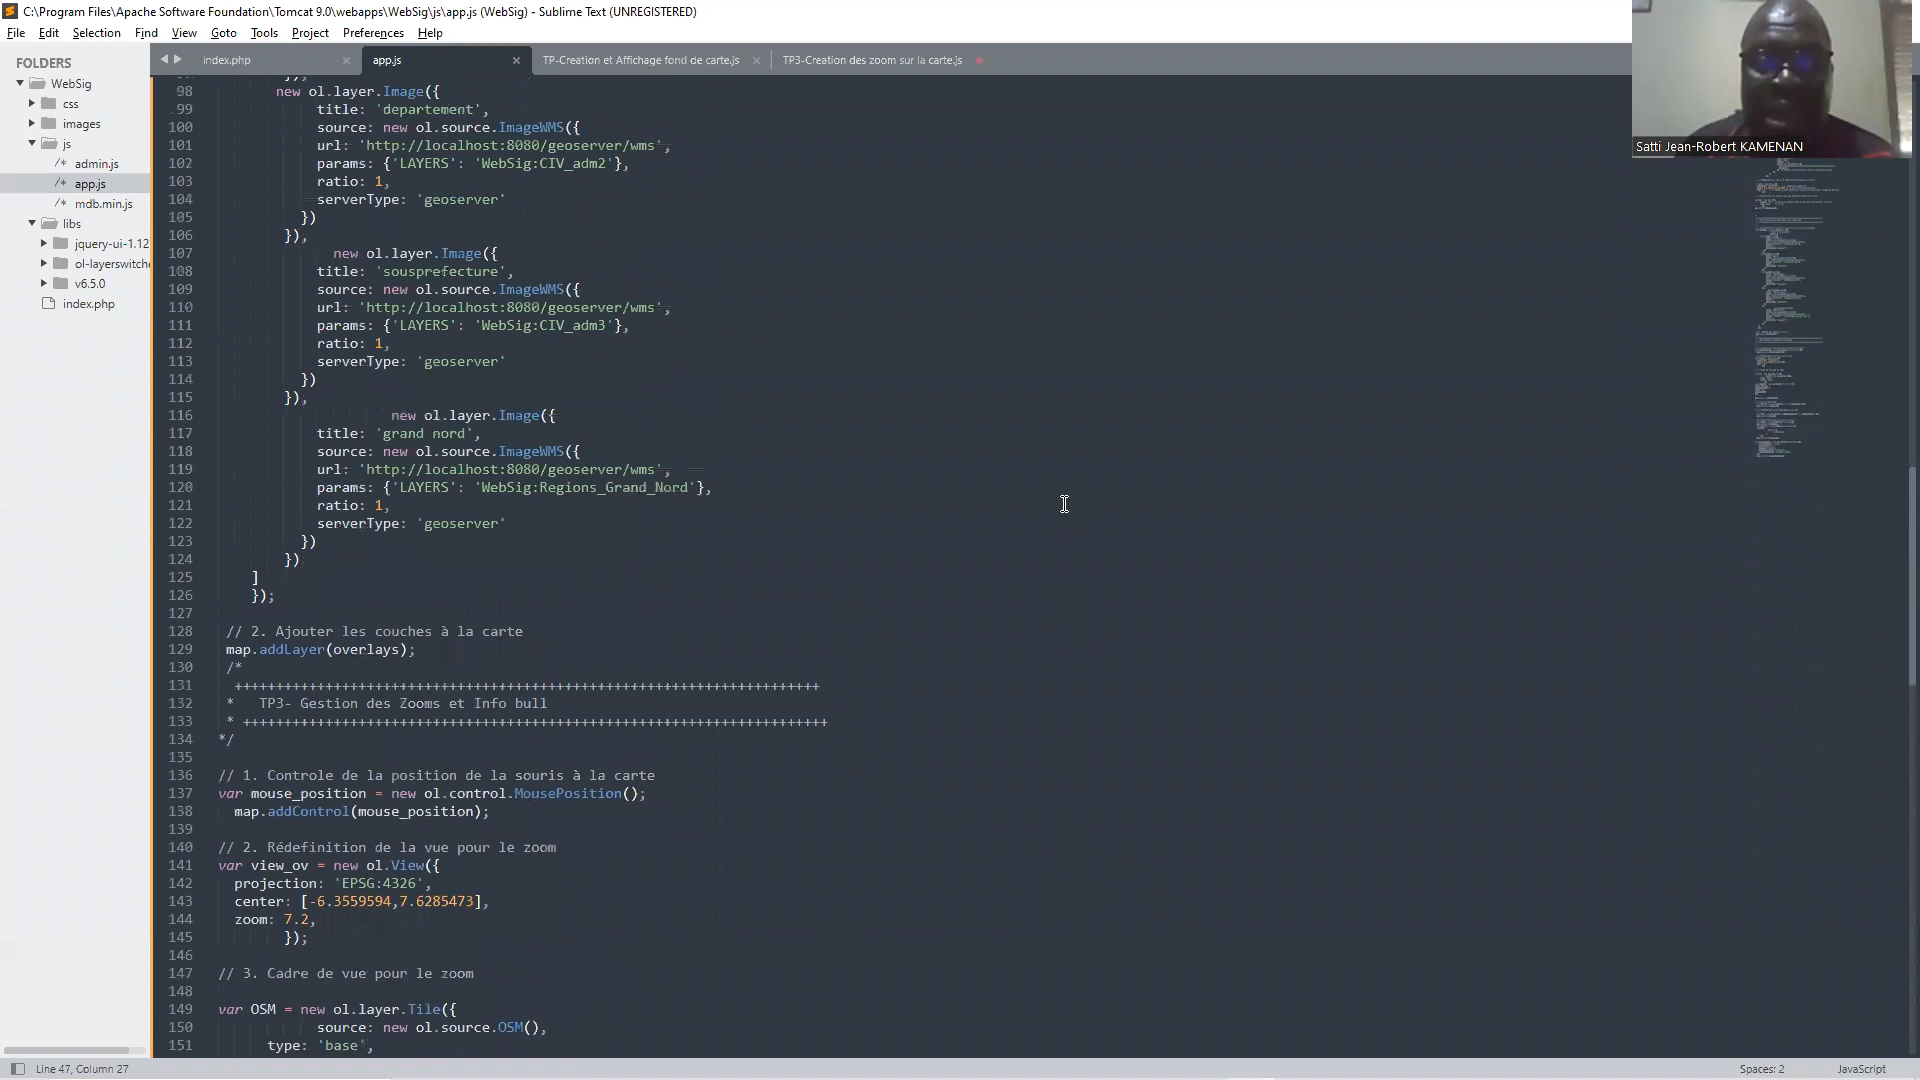 C:\Program Files\Apache Software Foundation\Tomcat 9.0\webapps\WebSig\js\app.js (WebSig) - Sublime Text (UNREGISTERED)
File Edit Selection Find View Goto Tools Project Preferences Help
FOLDERS
WebSig
css
images
js
/* admin.js
/* app.js
/* mdb.min.js
libs
jquery-ui-1.12
ol-layerswitche
v6.5.0
index.php
index.php
app.js
TP-Creation et Affichage fond de carte.js
TP3-Creation des zoom sur la carte.js
Satti Jean-Robert KAMENAN
98 new ol.layer.Image({
99 title: 'departement',
100 source: new ol.source.ImageWMS({
101 url: 'http://localhost:8080/geoserver/wms',
102 params: {'LAYERS': 'WebSig:CIV_adm2'},
103 ratio: 1,
104 serverType: 'geoserver'
105 })
106 }),
107 new ol.layer.Image({
108 title: 'sousprefecture',
109 source: new ol.source.ImageWMS({
110 url: 'http://localhost:8080/geoserver/wms',
111 params: {'LAYERS': 'WebSig:CIV_adm3'},
112 ratio: 1,
113 serverType: 'geoserver'
114 })
115 }),
116 new ol.layer.Image({
117 title: 'grand nord',
118 source: new ol.source.ImageWMS({
119 url: 'http://localhost:8080/geoserver/wms',
120 params: {'LAYERS': 'WebSig:Regions_Grand_Nord'},
121 ratio: 1,
122 serverType: 'geoserver'
123 })
124 })
125 ]
126 });
127
128 // 2. Ajouter les couches à la carte
129 map.addLayer(overlays);
130 /*
131 +++++++++++++++++++++++++++++++++++++++++++++++++++++++++++++++++++++++
132 * TP3- Gestion des Zooms et Info bull
133 * +++++++++++++++++++++++++++++++++++++++++++++++++++++++++++++++++++++++
134 */
135
136 // 1. Controle de la position de la souris à la carte
137 var mouse_position = new ol.control.MousePosition();
138 map.addControl(mouse_position);
139
140 // 2. Rédefinition de la vue pour le zoom
141 var view_ov = new ol.View({
142 projection: 'EPSG:4326',
143 center: [-6.3559594,7.6285473],
144 zoom: 7.2,
145 });
146
147 // 3. Cadre de vue pour le zoom
148
149 var OSM = new ol.layer.Tile({
150 source: new ol.source.OSM(),
151 type: 'base',
Line 47, Column 27
Spaces: 2
JavaScript